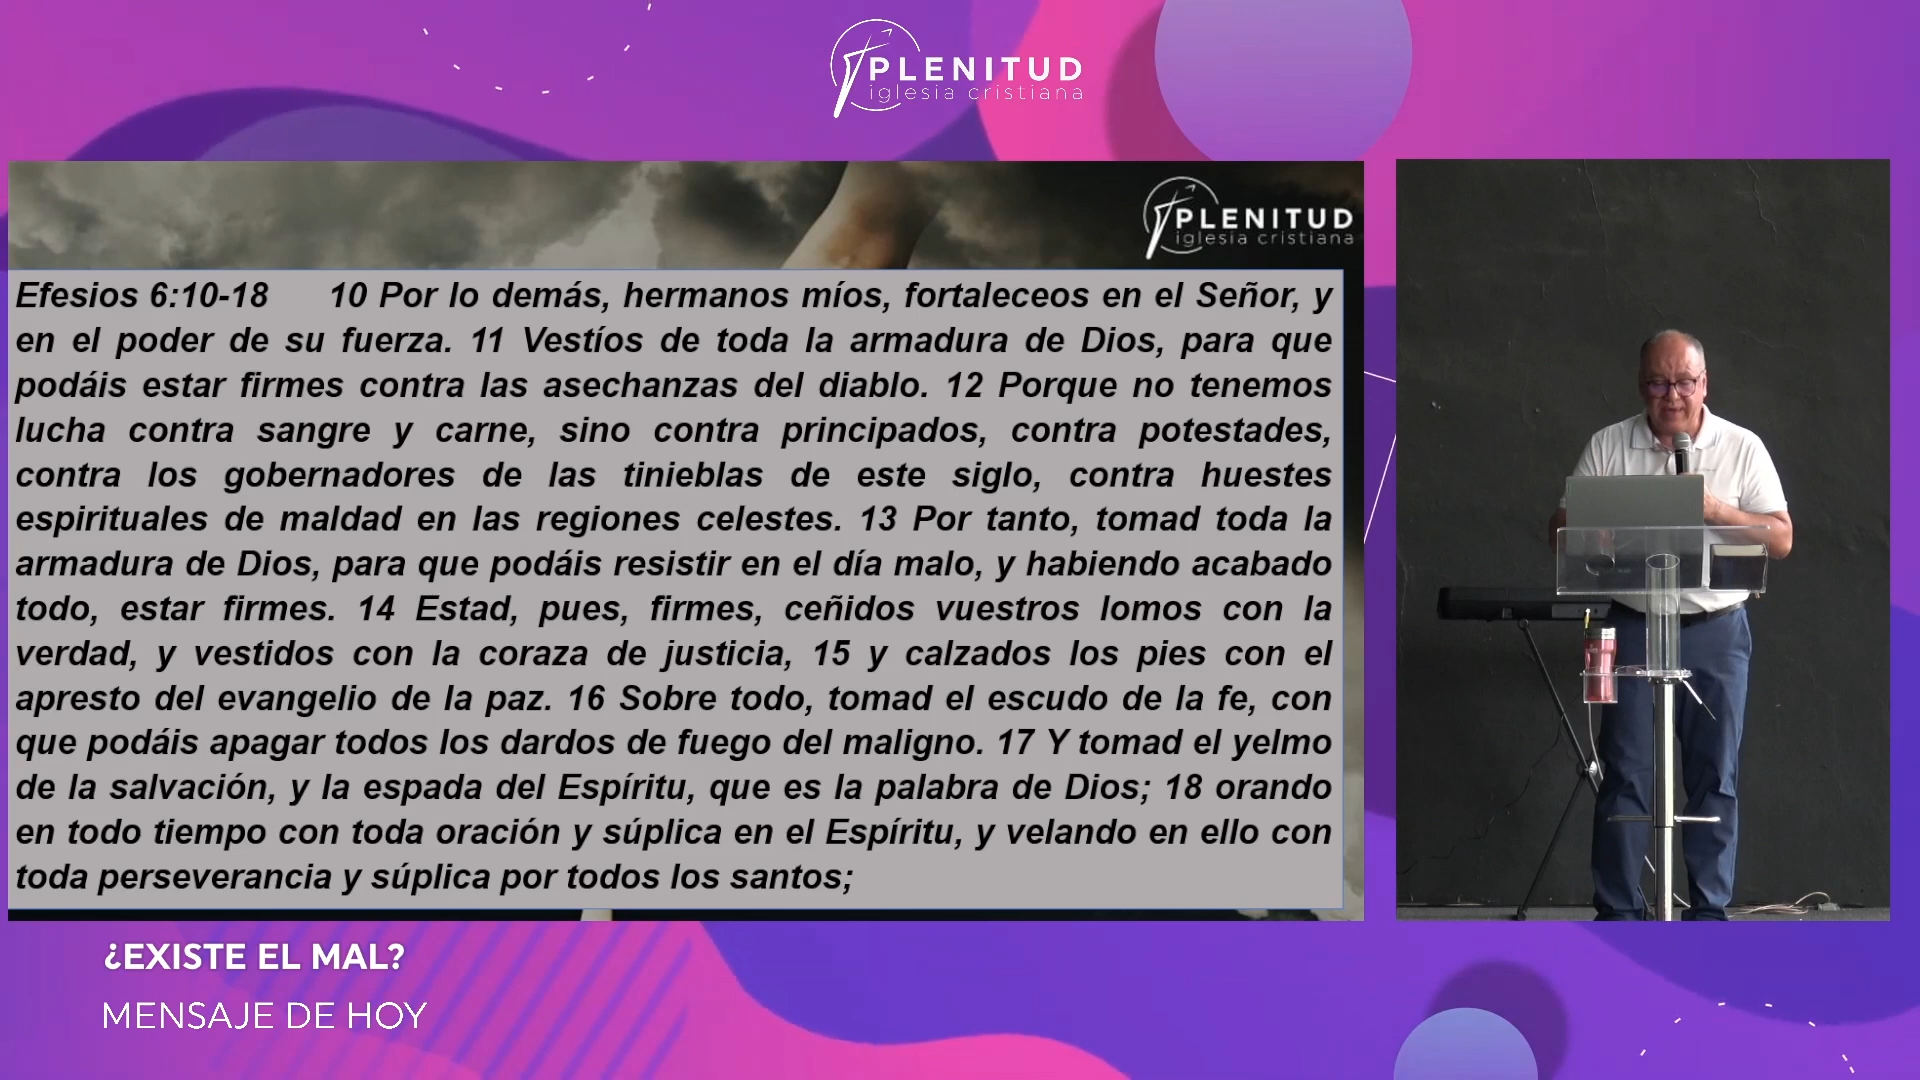 PLENITUD
iglesia cristiana
PLENITUD
iglesia cristiana
Efesios 6:10-18 10 Por lo demás, hermanos míos, fortaleceos en el Señor, y
en el poder de su fuerza. 11 Vestíos de toda la armadura de Dios, para que
podáis estar firmes contra las asechanzas del diablo. 12 Porque no tenemos
lucha contra sangre y carne, sino contra principados, contra potestades,
contra los gobernadores de las tinieblas de este siglo, contra huestes
espirituales de maldad en las regiones celestes. 13 Por tanto, tomad toda la
armadura de Dios, para que podáis resistir en el día malo, y habiendo acabado
todo, estar firmes. 14 Estad, pues, firmes, ceñidos vuestros lomos con la
verdad, y vestidos con la coraza de justicia, 15 y calzados los pies con el
apresto del evangelio de la paz. 16 Sobre todo, tomad el escudo de la fe, con
que podáis apagar todos los dardos de fuego del maligno. 17 Y tomad el yelmo
de la salvación, y la espada del Espíritu, que es la palabra de Dios; 18 orando
en todo tiempo con toda oración y súplica en el Espíritu, y velando en ello con
toda perseverancia y súplica por todos los santos;
¿EXISTE EL MAL?
MENSAJE DE HOY